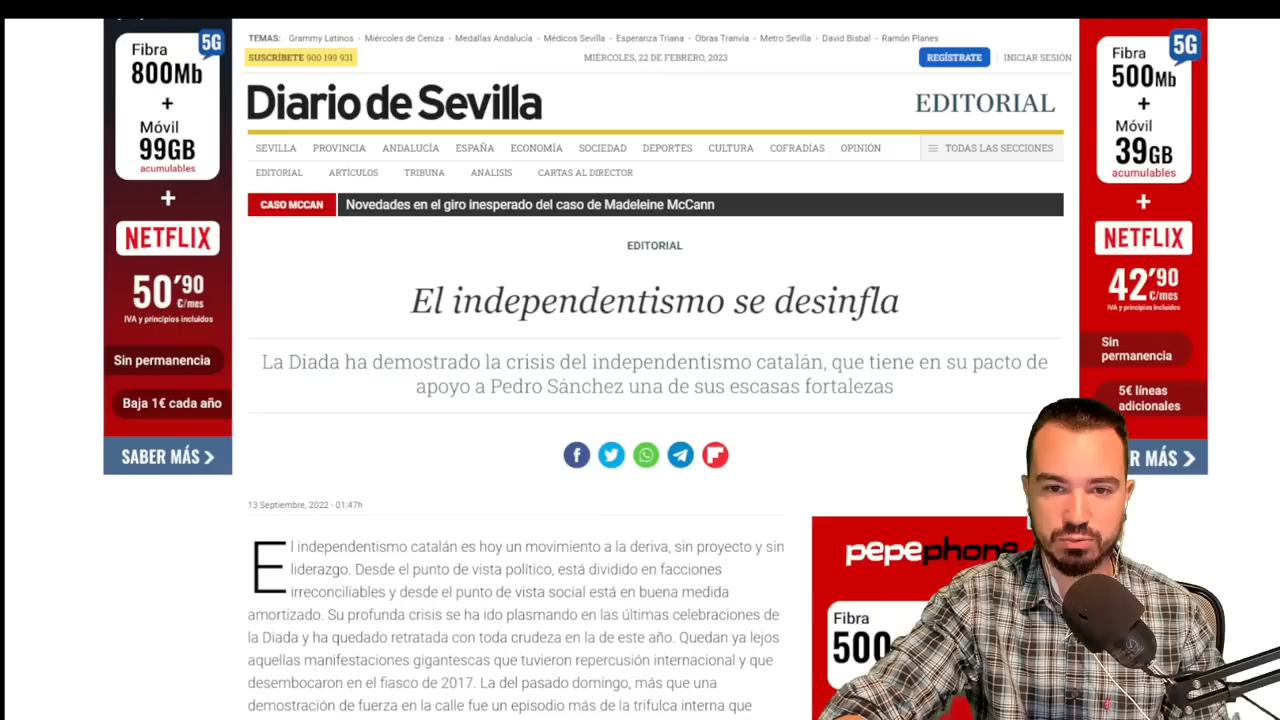 TEMAS: Grammy Latinos - Miércoles de Ceniza - Medallas Andalucía - Médicos Sevilla - Esperanza Triana - Obras Tranvía - Metro Sevilla - David Bisbal - Ramón Planes
SUSCRÍBETE 900 199 931
MIÉRCOLES, 22 DE FEBRERO, 2023
REGÍSTRATE
INICIAR SESIÓN
Diario de Sevilla
EDITORIAL
SEVILLA PROVINCIA ANDALUCÍA ESPAÑA ECONOMÍA SOCIEDAD DEPORTES CULTURA COFRADÍAS OPINIÓN
TODAS LAS SECCIONES
EDITORIAL ARTÍCULOS TRIBUNA ANÁLISIS CARTAS AL DIRECTOR
CASO MCCAN
Novedades en el giro inesperado del caso de Madeleine McCann
EDITORIAL
El independentismo se desinfla
La Diada ha demostrado la crisis del independentismo catalán, que tiene en su pacto de
apoyo a Pedro Sánchez una de sus escasas fortalezas
13 Septiembre, 2022 - 01:47h
El independentismo catalán es hoy un movimiento a la deriva, sin proyecto y sin
liderazgo. Desde el punto de vista político, está dividido en facciones
irreconciliables y desde el punto de vista social está en buena medida
amortizado. Su profunda crisis se ha ido plasmando en las últimas celebraciones de
la Diada y ha quedado retratada con toda crudeza en la de este año. Quedan ya lejos
aquellas manifestaciones gigantescas que tuvieron repercusión internacional y que
desembocaron en el fiasco de 2017. La del pasado domingo, más que una
demostración de fuerza en la calle fue un episodio más de la trifulca interna que
Fibra
5G
800Mb
+
Móvil
99GB
acumulables
+
NETFLIX
50'90
€/mes
IVA y principios incluidos
Sin permanencia
Baja 1€ cada año
SABER MÁS >
Fibra
5G
500Mb
+
Móvil
39GB
acumulables
+
NETFLIX
42'90
€/mes
IVA y principios incluidos
Sin
permanencia
5€ líneas
adicionales
R MÁS >
pepephone
Fibra
500